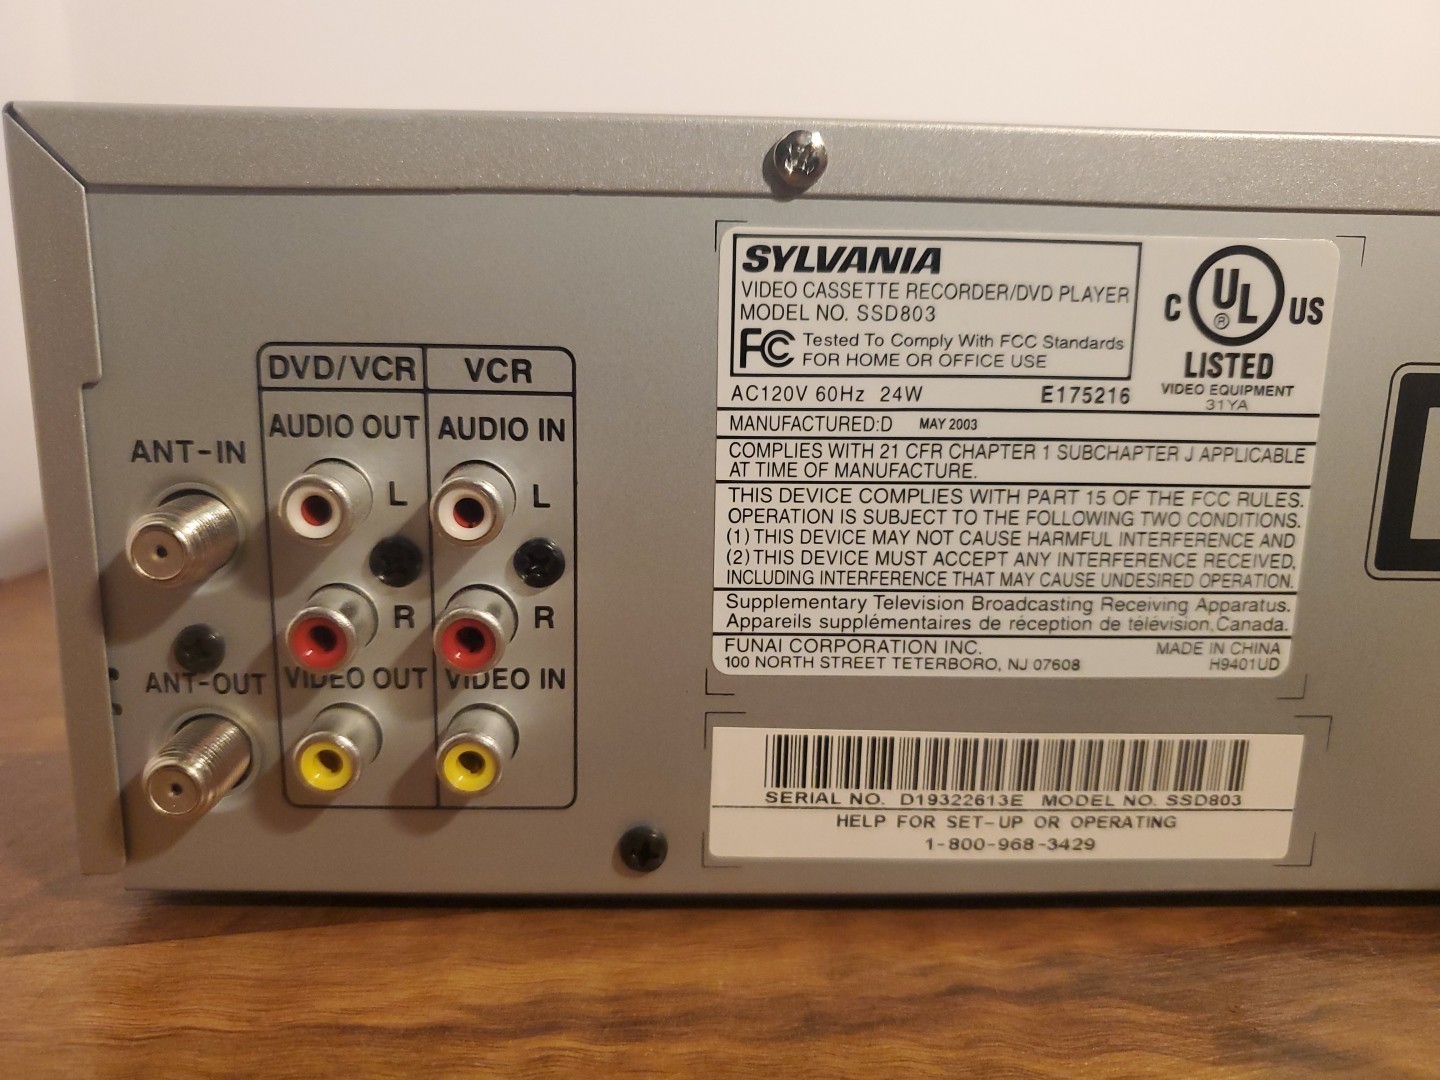 DVD/VCR VCR
AUDIO OUT AUDIO IN
ANT-IN
L L
R R
ANT-OUT VIDEO OUT VIDEO IN
SYLVANIA
VIDEO CASSETTE RECORDER/DVD PLAYER
MODEL NO. SSD803
FC Tested To Comply With FCC Standards
FOR HOME OR OFFICE USE
C UL ® US
LISTED
VIDEO EQUIPMENT
31YA
AC120V 60Hz 24W E175216
MANUFACTURED:D MAY 2003
COMPLIES WITH 21 CFR CHAPTER 1 SUBCHAPTER J APPLICABLE
AT TIME OF MANUFACTURE.
THIS DEVICE COMPLIES WITH PART 15 OF THE FCC RULES.
OPERATION IS SUBJECT TO THE FOLLOWING TWO CONDITIONS.
(1) THIS DEVICE MAY NOT CAUSE HARMFUL INTERFERENCE AND
(2) THIS DEVICE MUST ACCEPT ANY INTERFERENCE RECEIVED,
INCLUDING INTERFERENCE THAT MAY CAUSE UNDESIRED OPERATION.
Supplementary Television Broadcasting Receiving Apparatus.
Appareils supplémentaires de réception de télévision, Canada.
FUNAI CORPORATION INC. MADE IN CHINA
100 NORTH STREET TETERBORO, NJ 07608 H9401UD
SERIAL NO. D19322613E MODEL NO. SSD803
HELP FOR SET-UP OR OPERATING
1-800-968-3429